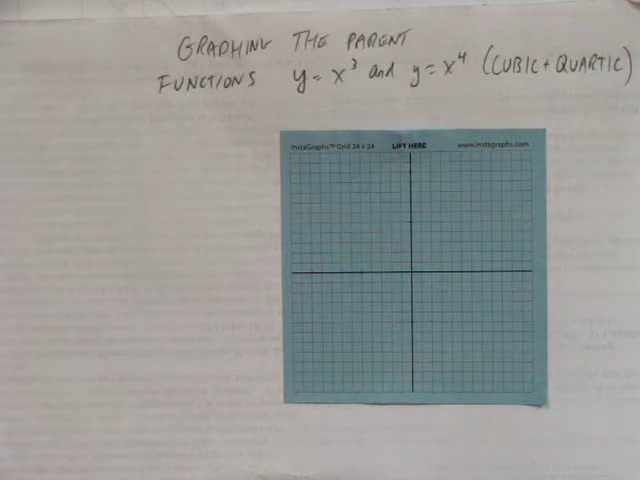 GRAPHING THE PARENT
FUNCTIONS y = x³ and y = x⁴ (CUBIC + QUARTIC)
InstaGraphs™ Grid 24 x 24 LIFT HERE www.instagraphs.com